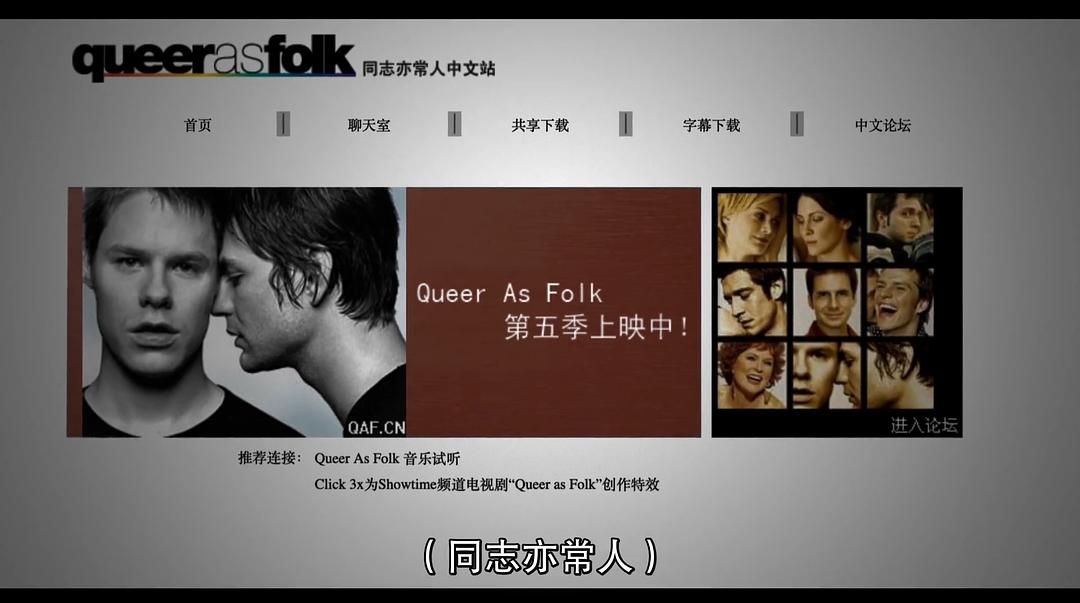 queerasfolk 同志亦常人中文站
首页 | 聊天室 | 共享下载 | 字幕下载 | 中文论坛
Queer As Folk
第五季上映中！
QAF.CN
进入论坛
推荐连接： Queer As Folk 音乐试听
Click 3x为Showtime频道电视剧“Queer as Folk”创作特效
（同志亦常人）